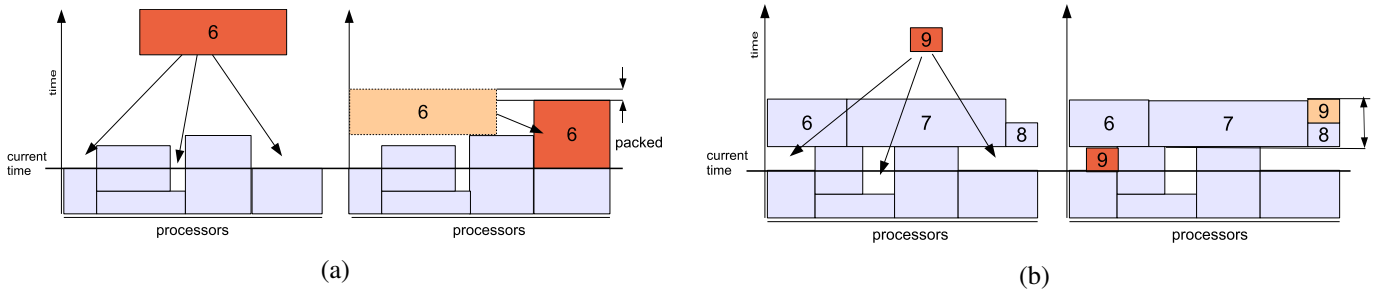 6
time
current
time
processors
6
6
packed
processors
(a)
9
time
6
7
8
current
time
processors
6
7
9
8
9
processors
(b)